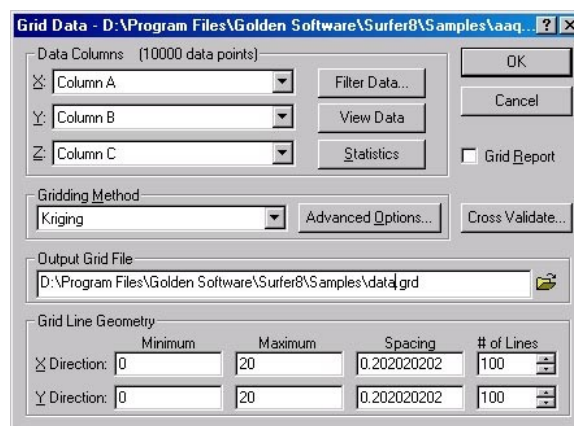 Grid Data - D:\Program Files\Golden Software\Surfer8\Samples\aaq...
Data Columns (10000 data points)
X: Column A
Filter Data...
Y: Column B
View Data
Z: Column C
Statistics
OK
Cancel
Grid Report
Gridding Method
Kriging
Advanced Options...
Cross Validate...
Output Grid File
D:\Program Files\Golden Software\Surfer8\Samples\data.grd
Grid Line Geometry
Minimum Maximum Spacing # of Lines
X Direction: 0 20 0.202020202 100
Y Direction: 0 20 0.202020202 100